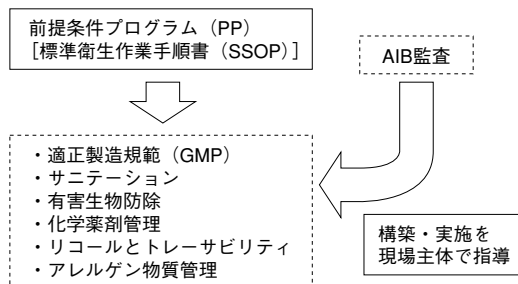 前提条件プログラム（PP）
［標準衛生作業手順書（SSOP）］
AIB監査
・適正製造規範（GMP）
・サニテーション
・有害生物防除
・化学薬剤管理
・リコールとトレーサビリティ
・アレルゲン物質管理
構築・実施を
現場主体で指導